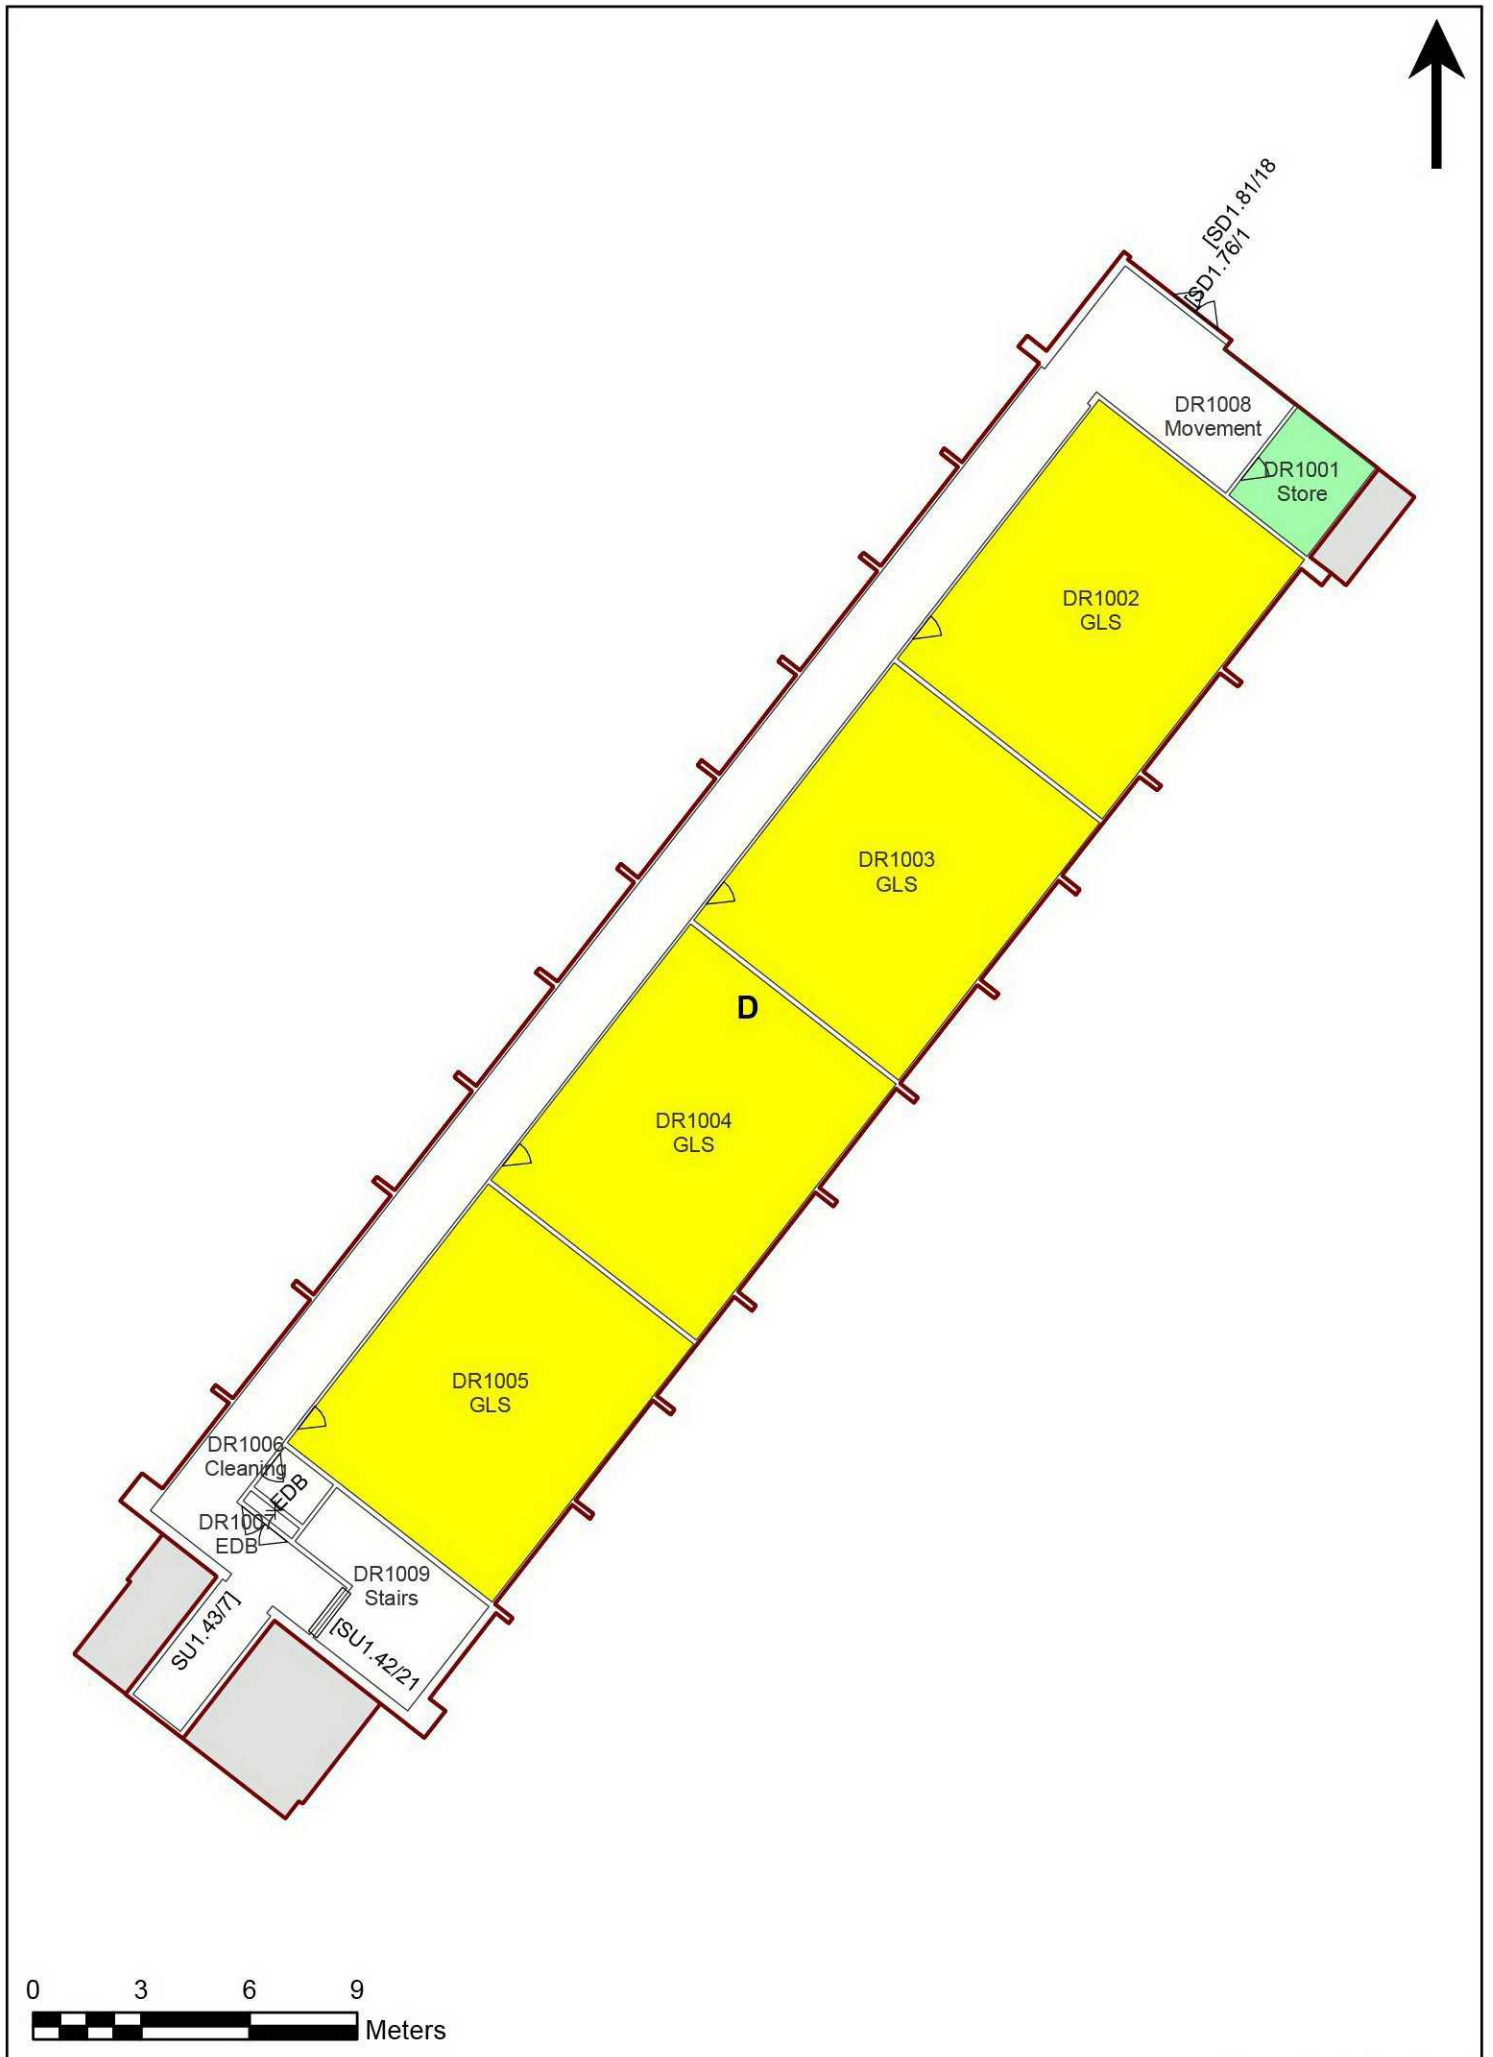 [SD1.81/18
[SD1.76/1
DR1008
Movement
DR1001
Store
DR1002
GLS
DR1003
GLS
D
DR1004
GLS
DR1005
GLS
DR1006
Cleaning
EDB
DR1007
EDB
DR1009
Stairs
SU1.43/7]
[SU1.42/21
0 3 6 9
Meters